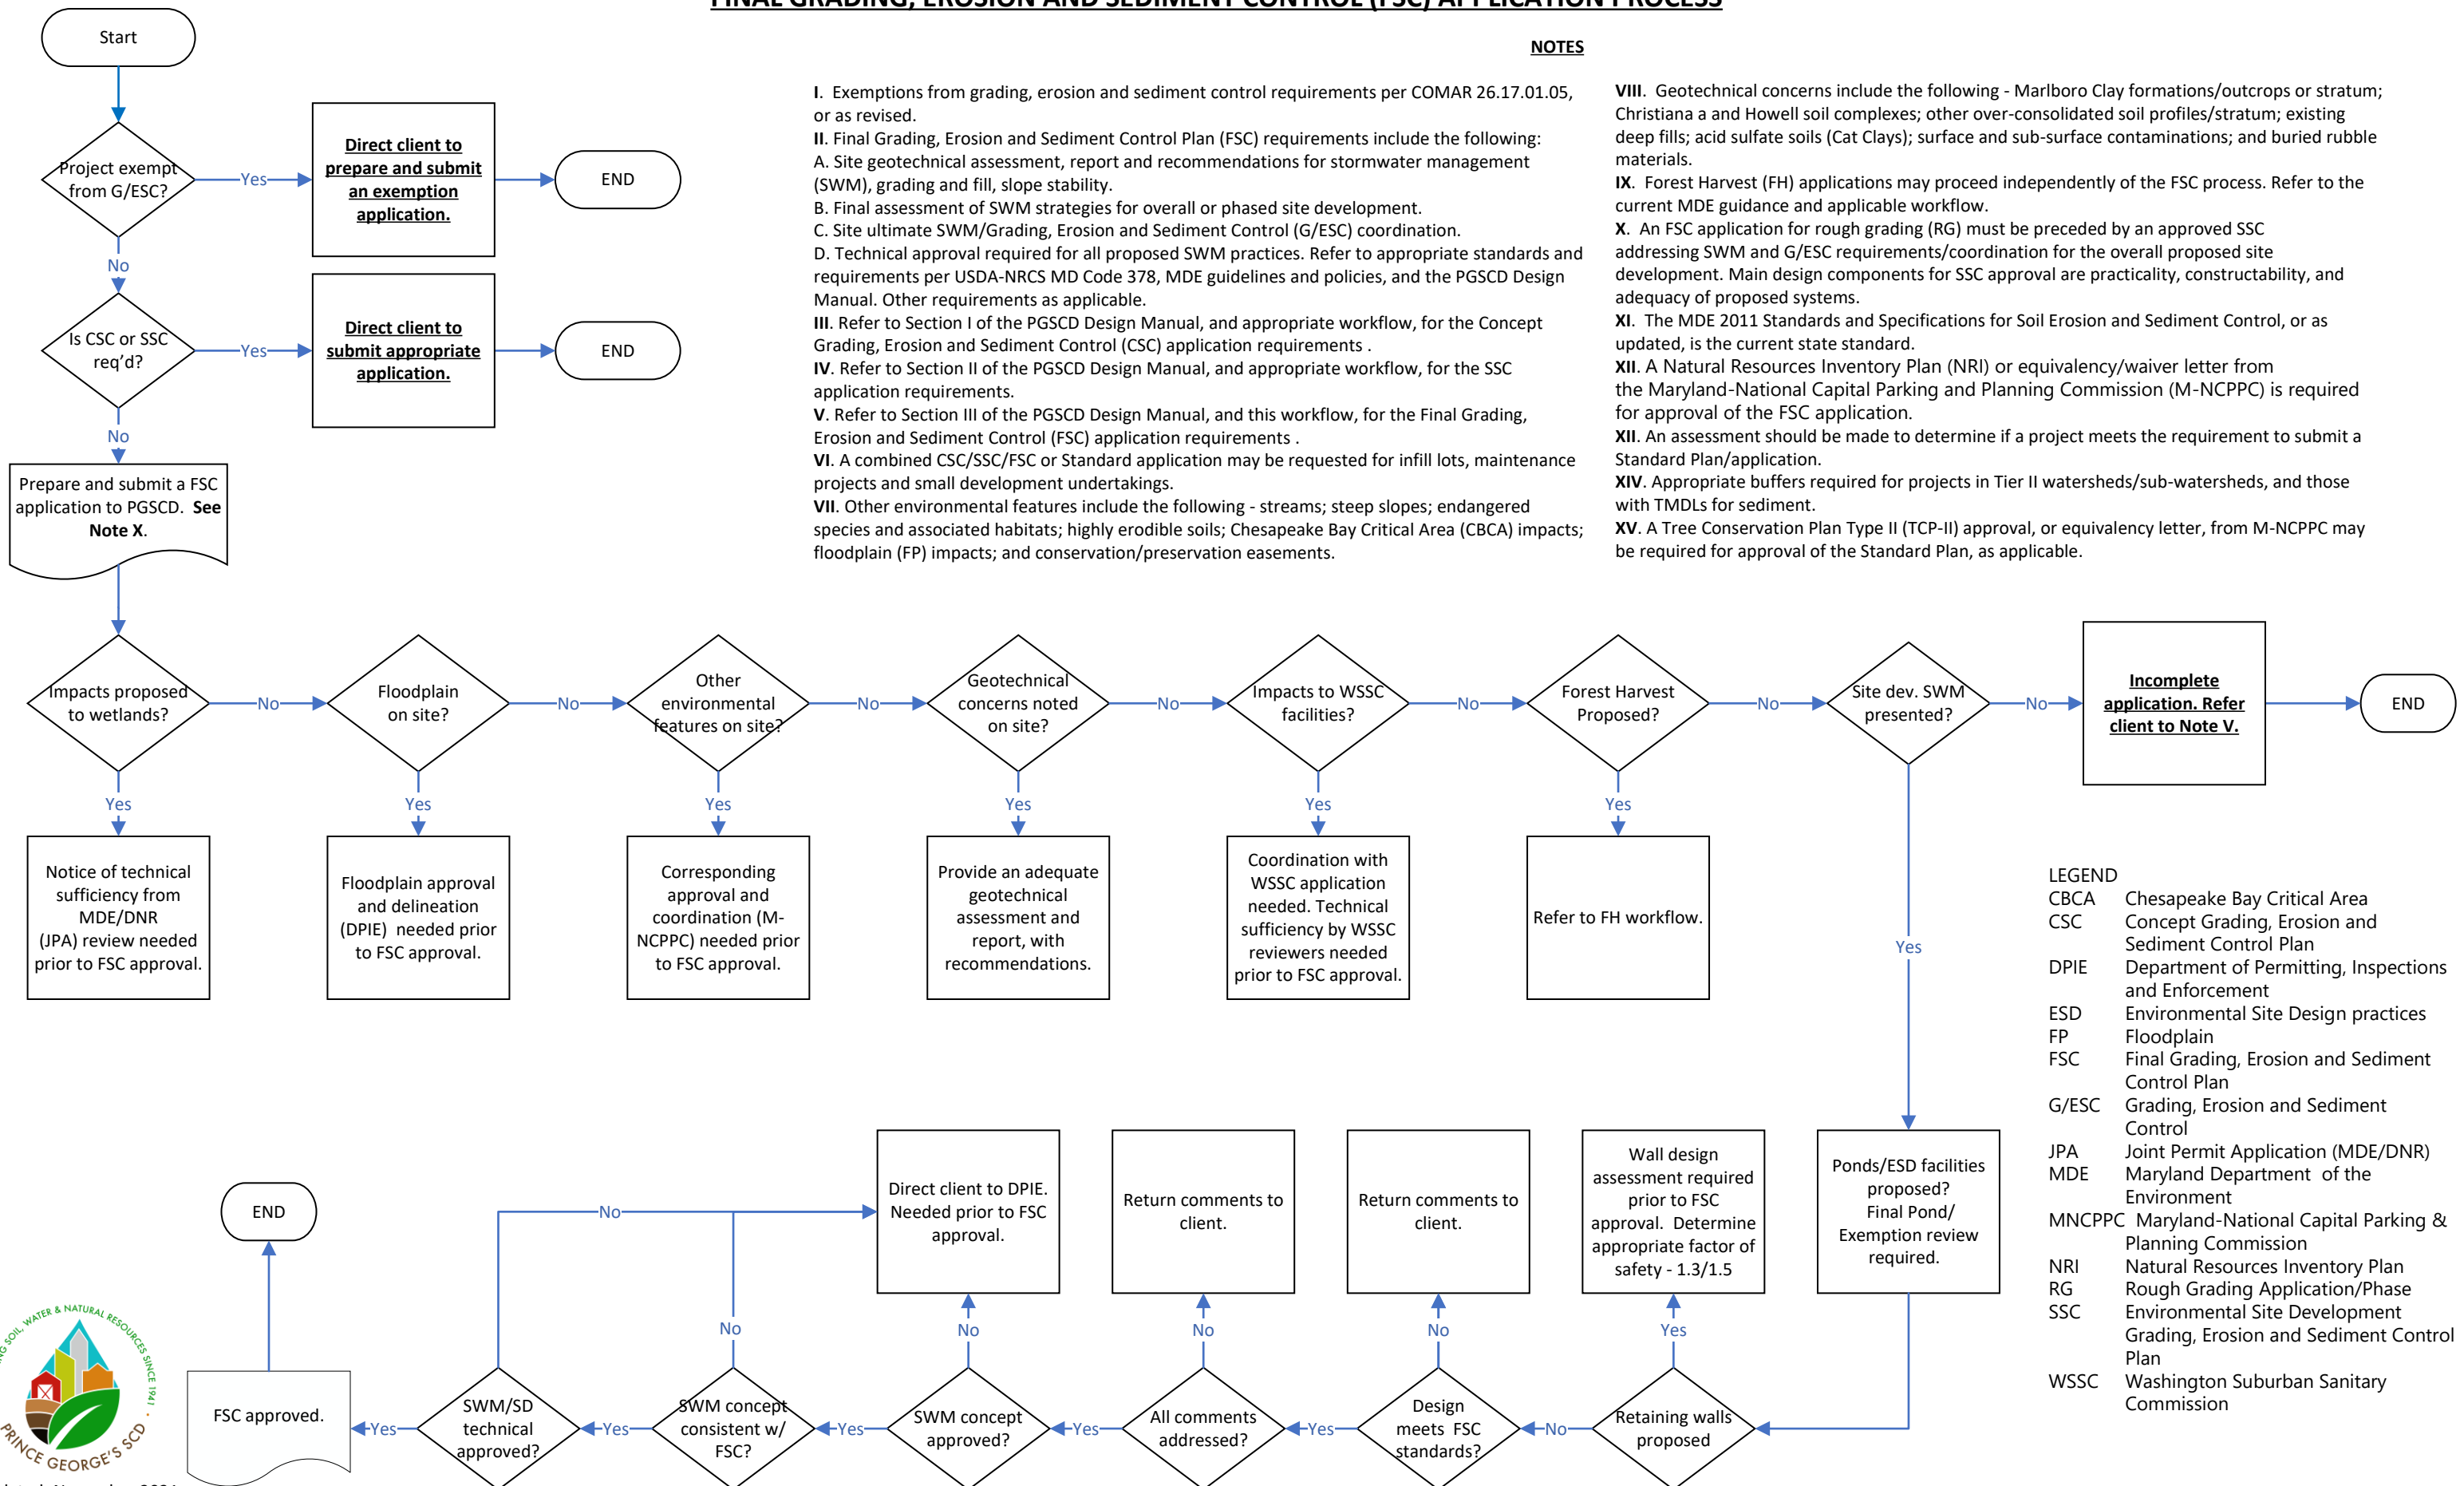 FINAL GRADING, EROSION AND SEDIMENT CONTROL (FSC) APPLICATION PROCESS
Start
Project exempt
from G/ESC?
Yes
Direct client to
prepare and submit
an exemption
application.
END
No
Is CSC or SSC
req'd?
Yes
Direct client to
submit appropriate
application.
END
No
Prepare and submit a FSC
application to PGSCD. See
Note X.
NOTES
I. Exemptions from grading, erosion and sediment control requirements per COMAR 26.17.01.05,
or as revised.
II. Final Grading, Erosion and Sediment Control Plan (FSC) requirements include the following:
A. Site geotechnical assessment, report and recommendations for stormwater management
(SWM), grading and fill, slope stability.
B. Final assessment of SWM strategies for overall or phased site development.
C. Site ultimate SWM/Grading, Erosion and Sediment Control (G/ESC) coordination.
D. Technical approval required for all proposed SWM practices. Refer to appropriate standards and
requirements per USDA-NRCS MD Code 378, MDE guidelines and policies, and the PGSCD Design
Manual. Other requirements as applicable.
III. Refer to Section I of the PGSCD Design Manual, and appropriate workflow, for the Concept
Grading, Erosion and Sediment Control (CSC) application requirements .
IV. Refer to Section II of the PGSCD Design Manual, and appropriate workflow, for the SSC
application requirements.
V. Refer to Section III of the PGSCD Design Manual, and this workflow, for the Final Grading,
Erosion and Sediment Control (FSC) application requirements .
VI. A combined CSC/SSC/FSC or Standard application may be requested for infill lots, maintenance
projects and small development undertakings.
VII. Other environmental features include the following - streams; steep slopes; endangered
species and associated habitats; highly erodible soils; Chesapeake Bay Critical Area (CBCA) impacts;
floodplain (FP) impacts; and conservation/preservation easements.
VIII. Geotechnical concerns include the following - Marlboro Clay formations/outcrops or stratum;
Christiana a and Howell soil complexes; other over-consolidated soil profiles/stratum; existing
deep fills; acid sulfate soils (Cat Clays); surface and sub-surface contaminations; and buried rubble
materials.
IX. Forest Harvest (FH) applications may proceed independently of the FSC process. Refer to the
current MDE guidance and applicable workflow.
X. An FSC application for rough grading (RG) must be preceded by an approved SSC
addressing SWM and G/ESC requirements/coordination for the overall proposed site
development. Main design components for SSC approval are practicality, constructability, and
adequacy of proposed systems.
XI. The MDE 2011 Standards and Specifications for Soil Erosion and Sediment Control, or as
updated, is the current state standard.
XII. A Natural Resources Inventory Plan (NRI) or equivalency/waiver letter from
the Maryland-National Capital Parking and Planning Commission (M-NCPPC) is required
for approval of the FSC application.
XII. An assessment should be made to determine if a project meets the requirement to submit a
Standard Plan/application.
XIV. Appropriate buffers required for projects in Tier II watersheds/sub-watersheds, and those
with TMDLs for sediment.
XV. A Tree Conservation Plan Type II (TCP-II) approval, or equivalency letter, from M-NCPPC may
be required for approval of the Standard Plan, as applicable.
Impacts proposed
to wetlands?
No
Floodplain
on site?
No
Other
environmental
features on site?
No
Geotechnical
concerns noted
on site?
No
Impacts to WSSC
facilities?
No
Forest Harvest
Proposed?
No
Site dev. SWM
presented?
No
Incomplete
application. Refer
client to Note V.
END
Yes
Yes
Yes
Yes
Yes
Yes
Yes
Notice of technical
sufficiency from
MDE/DNR
(JPA) review needed
prior to FSC approval.
Floodplain approval
and delineation
(DPIE) needed prior
to FSC approval.
Corresponding
approval and
coordination (M-
NCPPC) needed prior
to FSC approval.
Provide an adequate
geotechnical
assessment and
report, with
recommendations.
Coordination with
WSSC application
needed. Technical
sufficiency by WSSC
reviewers needed
prior to FSC approval.
Refer to FH workflow.
LEGEND
CBCA Chesapeake Bay Critical Area
CSC Concept Grading, Erosion and
Sediment Control Plan
DPIE Department of Permitting, Inspections
and Enforcement
ESD Environmental Site Design practices
FP Floodplain
FSC Final Grading, Erosion and Sediment
Control Plan
G/ESC Grading, Erosion and Sediment
Control
JPA Joint Permit Application (MDE/DNR)
MDE Maryland Department of the
Environment
MNCPPC Maryland-National Capital Parking &
Planning Commission
NRI Natural Resources Inventory Plan
RG Rough Grading Application/Phase
SSC Environmental Site Development
Grading, Erosion and Sediment Control
Plan
WSSC Washington Suburban Sanitary
Commission
Ponds/ESD facilities
proposed?
Final Pond/
Exemption review
required.
Wall design
assessment required
prior to FSC
approval. Determine
appropriate factor of
safety - 1.3/1.5
Return comments to
client.
Return comments to
client.
Direct client to DPIE.
Needed prior to FSC
approval.
No
END
Yes
No
No
No
No
Retaining walls
proposed
No
Design
meets FSC
standards?
Yes
All comments
addressed?
Yes
SWM concept
approved?
Yes
SWM concept
consistent w/
FSC?
Yes
SWM/SD
technical
approved?
Yes
FSC approved.
SOIL, WATER & NATURAL RESOURCES SINCE 1941
PRINCE GEORGE'S SCD